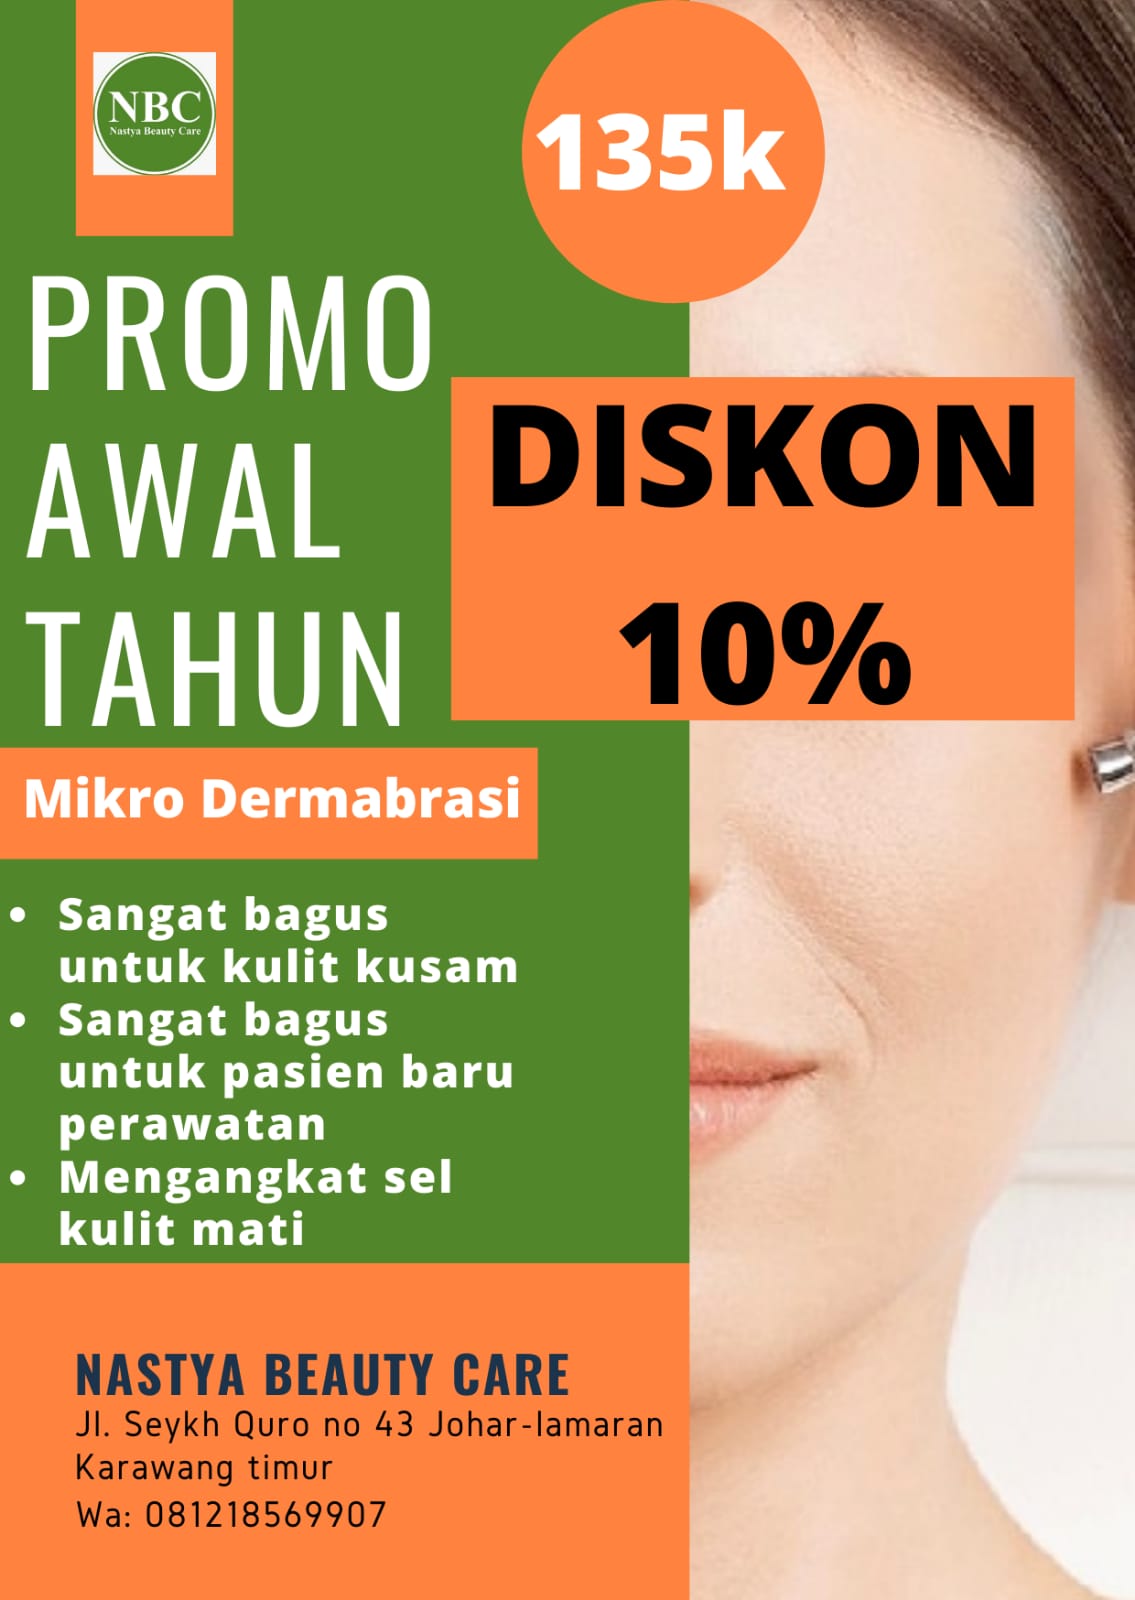 NBC
Nastya Beauty Care
135k
PROMO
AWAL
TAHUN
DISKON
10%
Mikro Dermabrasi
• Sangat bagus
untuk kulit kusam
• Sangat bagus
untuk pasien baru
perawatan
• Mengangkat sel
kulit mati
NASTYA BEAUTY CARE
Jl. Seykh Quro no 43 Johar-lamaran
Karawang timur
Wa: 081218569907